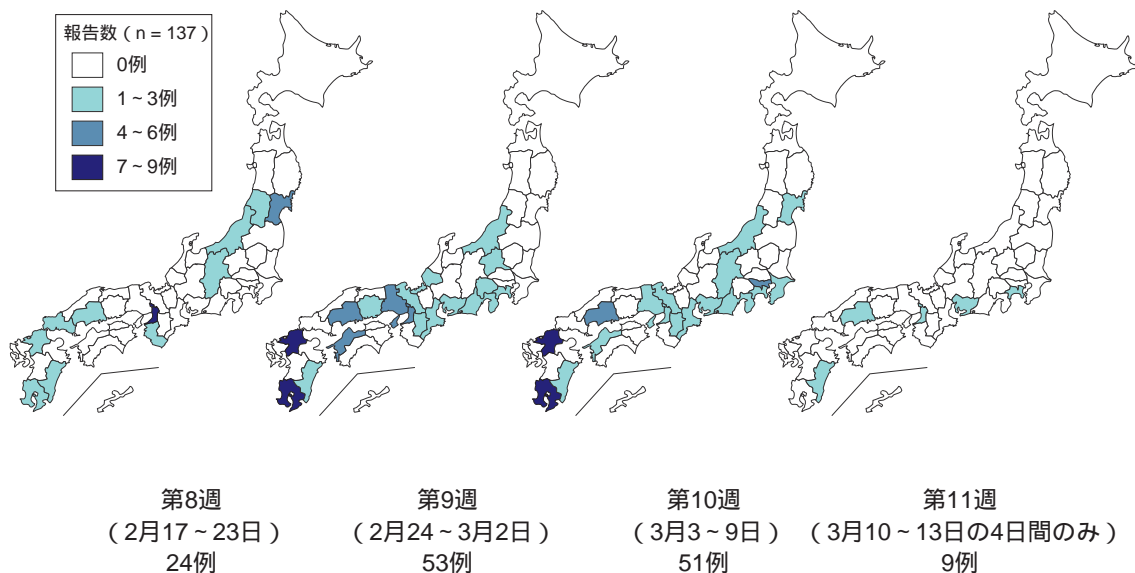 報告数（n = 137）
0例
1～3例
4～6例
7～9例
第8週
（2月17～23日）
24例
第9週
（2月24～3月2日）
53例
第10週
（3月3～9日）
51例
第11週
（3月10～13日の4日間のみ）
9例